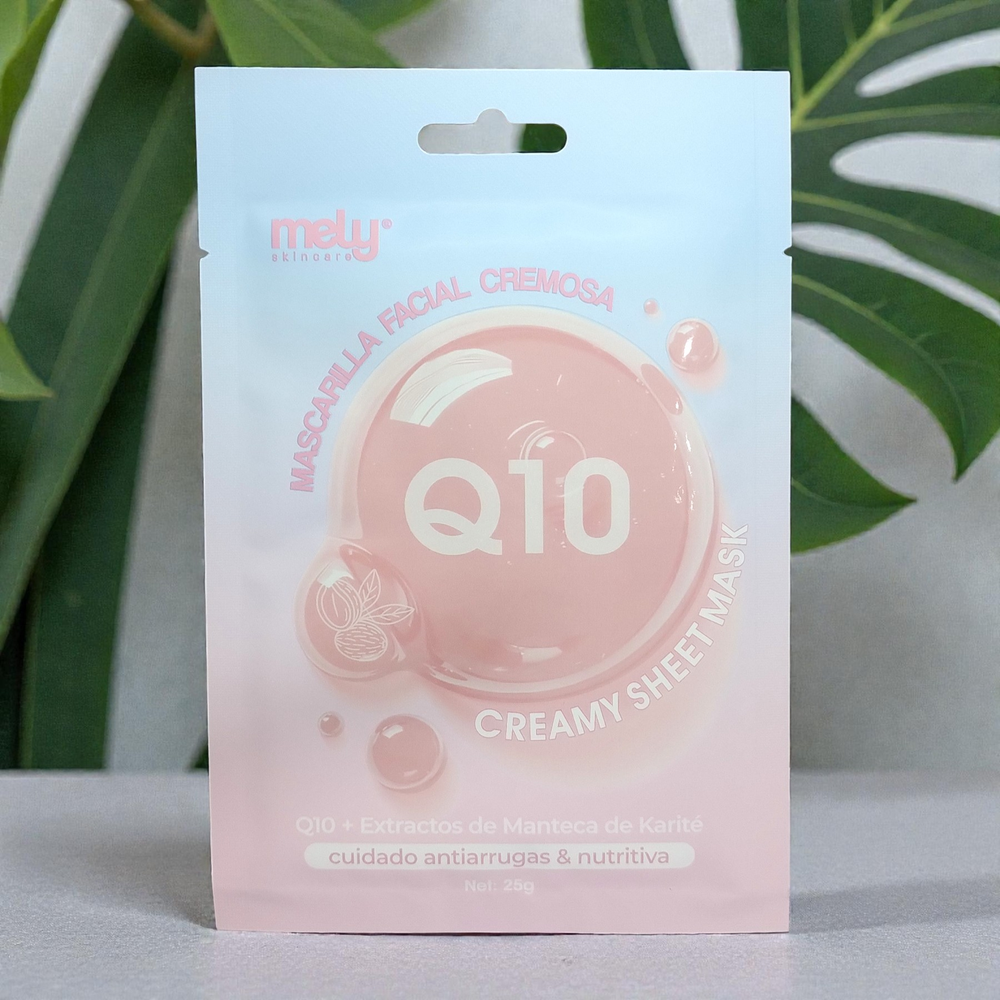 mely
skincare
MASCARILLA FACIAL CREMOSA
Q10
CREAMY SHEET MASK
Q10 + Extractos de Manteca de Karité
cuidado antiarrugas & nutritiva
Net: 25g